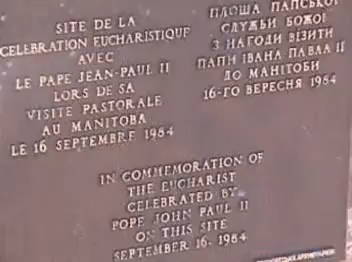 SITE DE LA
CELEBRATION EUCHARISTIQUE
AVEC
LE PAPE JEAN-PAUL II
LORS DE SA
VISITE PASTORALE
AU MANITOBA
LE 16 SEPTEMBRE 1984
ПЛОЩА ПАПСЬКОЇ
СЛУЖБИ БОЖОЇ
З НАГОДИ ВІЗИТИ
ПАПИ ІВАНА ПАВЛА ІІ
ДО МАНІТОБИ
16-ГО ВЕРЕСНЯ 1984
IN COMMEMORATION OF
THE EUCHARIST
CELEBRATED BY
POPE JOHN PAUL II
ON THIS SITE
SEPTEMBER 16, 1984